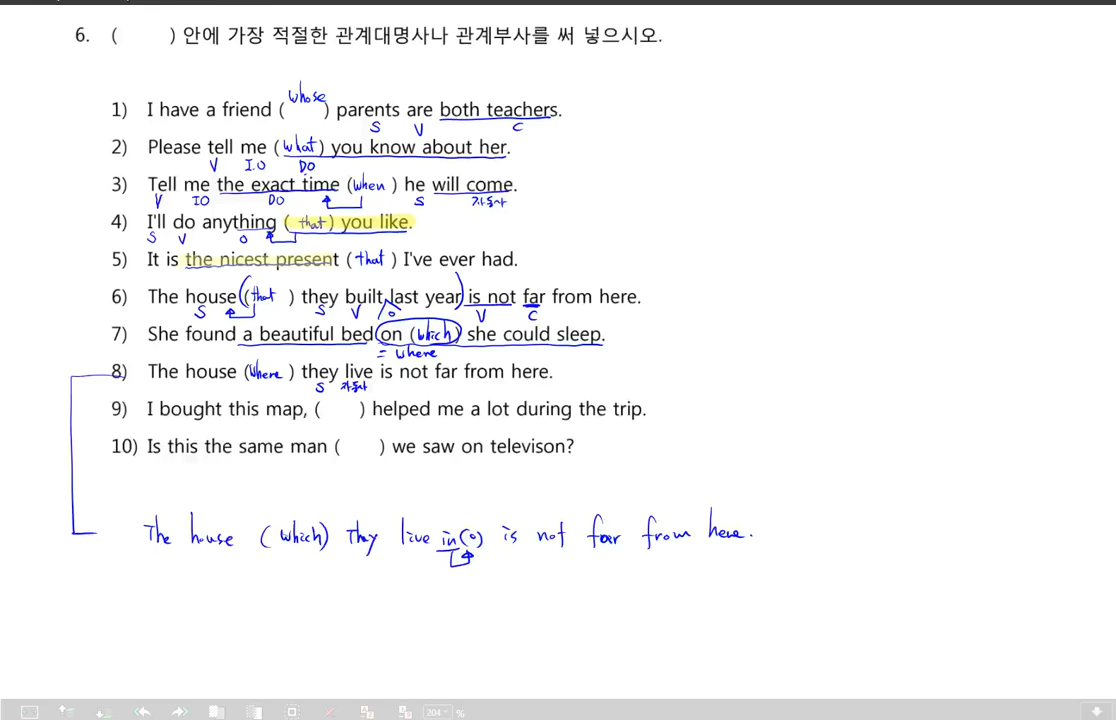 6. ( ) 안에 가장 적절한 관계대명사나 관계부사를 써 넣으시오.
whose
1) I have a friend ( ) parents are both teachers.
S V C
2) Please tell me (what) you know about her.
V I.O DO
3) Tell me the exact time (when) he will come.
V IO DO S 자동사
4) I'll do anything (that) you like.
S V O
5) It is the nicest present (that) I've ever had.
6) The house (that) they built last year) is not far from here.
S S V O V C
7) She found a beautiful bed on (which) she could sleep.
= where
8) The house (where) they live is not far from here.
S 자동사
9) I bought this map, ( ) helped me a lot during the trip.
10) Is this the same man ( ) we saw on televison?
The house (which) They live in(o) is not far from here.
204 %